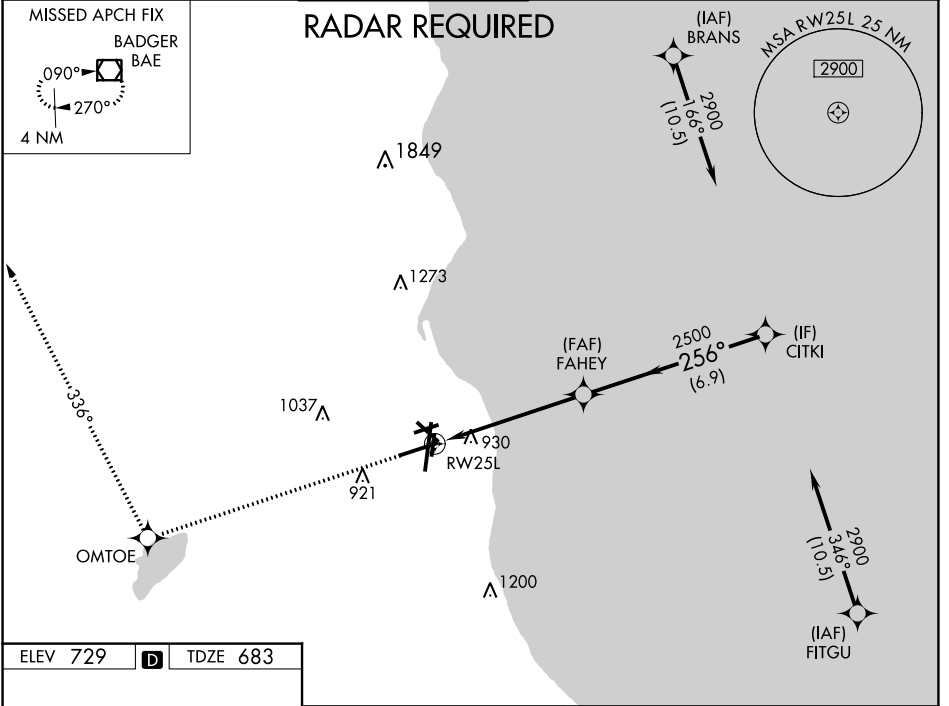 MISSED APCH FIX
BADGER
BAE
090°
270°
4 NM
RADAR REQUIRED
(IAF)
BRANS
2900
166°
(10.5)
MSA RW25L 25 NM
2900
1849
1273
(FAF)
FAHEY
2500
256°
(6.9)
(IF)
CITKI
336°
1037
930
RW25L
921
OMTOE
1200
2900
346°
(10.5)
(IAF)
FITGU
ELEV 729 D TDZE 683